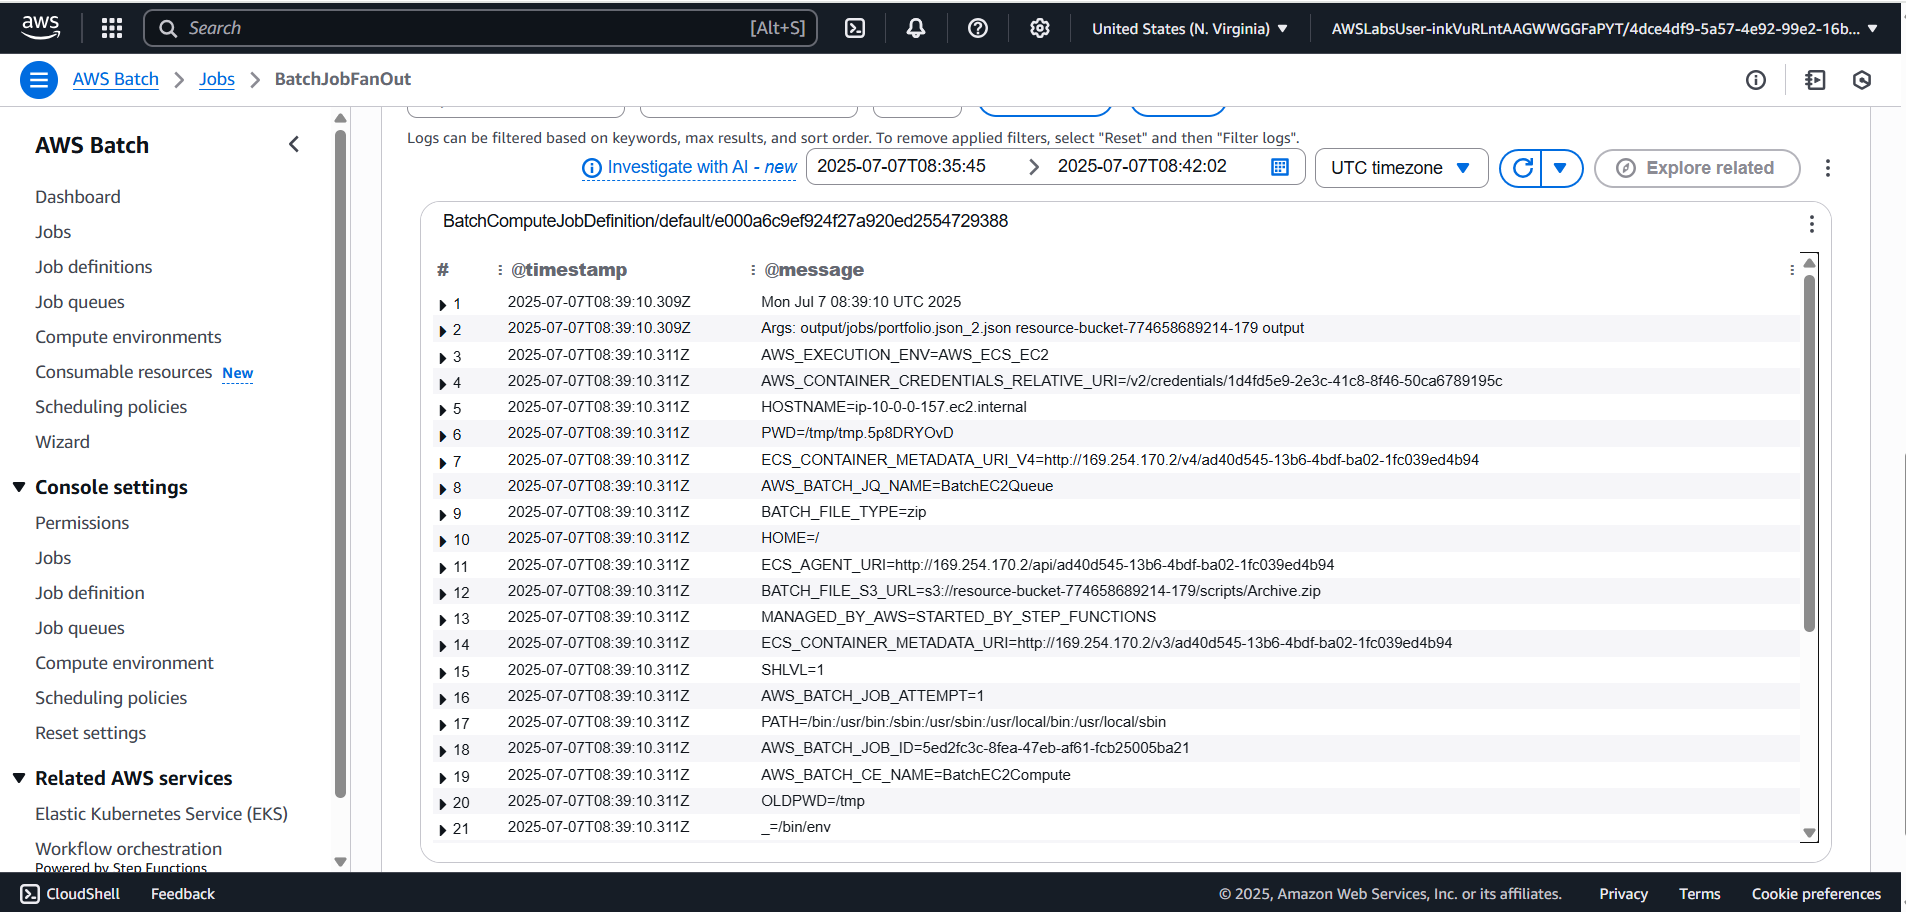 aws
Search [Alt+S]
United States (N. Virginia)
AWSLabsUser-inkVuRLntAAGWWGGFaPYT/4dce4df9-5a57-4e92-99e2-16b...
AWS Batch Jobs BatchJobFanOut
AWS Batch
Dashboard
Jobs
Job definitions
Job queues
Compute environments
Consumable resources New
Scheduling policies
Wizard
Console settings
Permissions
Jobs
Job definition
Job queues
Compute environment
Scheduling policies
Reset settings
Related AWS services
Elastic Kubernetes Service (EKS)
Workflow orchestration
Powered by Step Functions
Logs can be filtered based on keywords, max results, and sort order. To remove applied filters, select "Reset" and then "Filter logs".
Investigate with AI - new 2025-07-07T08:35:45 2025-07-07T08:42:02 UTC timezone Explore related
BatchComputeJobDefinition/default/e000a6c9ef924f27a920ed2554729388
# @timestamp @message
1 2025-07-07T08:39:10.309Z Mon Jul 7 08:39:10 UTC 2025
2 2025-07-07T08:39:10.309Z Args: output/jobs/portfolio.json_2.json resource-bucket-774658689214-179 output
3 2025-07-07T08:39:10.311Z AWS_EXECUTION_ENV=AWS_ECS_EC2
4 2025-07-07T08:39:10.311Z AWS_CONTAINER_CREDENTIALS_RELATIVE_URI=/v2/credentials/1d4fd5e9-2e3c-41c8-8f46-50ca6789195c
5 2025-07-07T08:39:10.311Z HOSTNAME=ip-10-0-0-157.ec2.internal
6 2025-07-07T08:39:10.311Z PWD=/tmp/tmp.5p8DRYOvD
7 2025-07-07T08:39:10.311Z ECS_CONTAINER_METADATA_URI_V4=http://169.254.170.2/v4/ad40d545-13b6-4bdf-ba02-1fc039ed4b94
8 2025-07-07T08:39:10.311Z AWS_BATCH_JQ_NAME=BatchEC2Queue
9 2025-07-07T08:39:10.311Z BATCH_FILE_TYPE=zip
10 2025-07-07T08:39:10.311Z HOME=/
11 2025-07-07T08:39:10.311Z ECS_AGENT_URI=http://169.254.170.2/api/ad40d545-13b6-4bdf-ba02-1fc039ed4b94
12 2025-07-07T08:39:10.311Z BATCH_FILE_S3_URL=s3://resource-bucket-774658689214-179/scripts/Archive.zip
13 2025-07-07T08:39:10.311Z MANAGED_BY_AWS=STARTED_BY_STEP_FUNCTIONS
14 2025-07-07T08:39:10.311Z ECS_CONTAINER_METADATA_URI=http://169.254.170.2/v3/ad40d545-13b6-4bdf-ba02-1fc039ed4b94
15 2025-07-07T08:39:10.311Z SHLVL=1
16 2025-07-07T08:39:10.311Z AWS_BATCH_JOB_ATTEMPT=1
17 2025-07-07T08:39:10.311Z PATH=/bin:/usr/bin:/sbin:/usr/sbin:/usr/local/bin:/usr/local/sbin
18 2025-07-07T08:39:10.311Z AWS_BATCH_JOB_ID=5ed2fc3c-8fea-47eb-af61-fcb25005ba21
19 2025-07-07T08:39:10.311Z AWS_BATCH_CE_NAME=BatchEC2Compute
20 2025-07-07T08:39:10.311Z OLDPWD=/tmp
21 2025-07-07T08:39:10.311Z _=/bin/env
CloudShell Feedback © 2025, Amazon Web Services, Inc. or its affiliates. Privacy Terms Cookie preferences